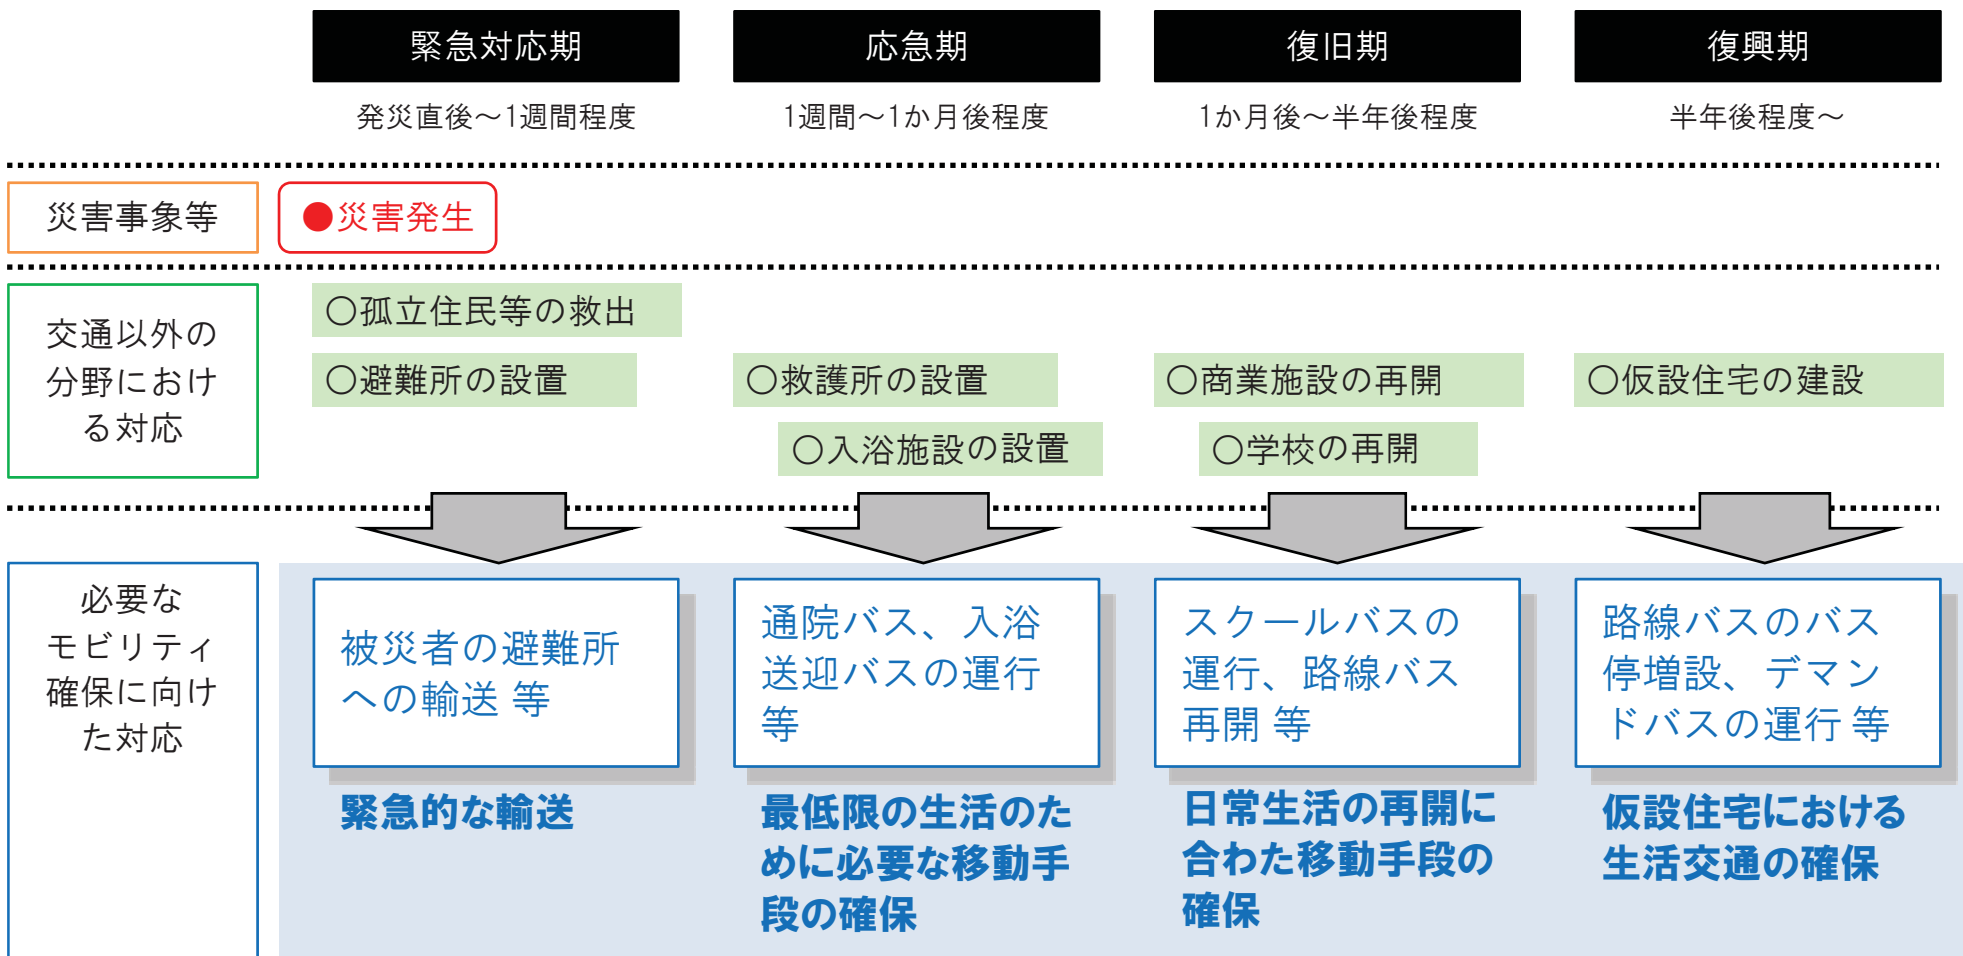 緊急対応期
応急期
復旧期
復興期
発災直後～1週間程度
1週間～1か月後程度
1か月後～半年後程度
半年後程度～
災害事象等
●災害発生
交通以外の
分野におけ
る対応
○孤立住民等の救出
○避難所の設置
○救護所の設置
○入浴施設の設置
○商業施設の再開
○学校の再開
○仮設住宅の建設
必要な
モビリティ
確保に向け
た対応
被災者の避難所
への輸送 等
緊急的な輸送
通院バス、入浴
送迎バスの運行
等
最低限の生活のた
めに必要な移動手
段の確保
スクールバスの
運行、路線バス
再開 等
日常生活の再開に
合わた移動手段の
確保
路線バスのバス
停増設、デマン
ドバスの運行 等
仮設住宅における
生活交通の確保